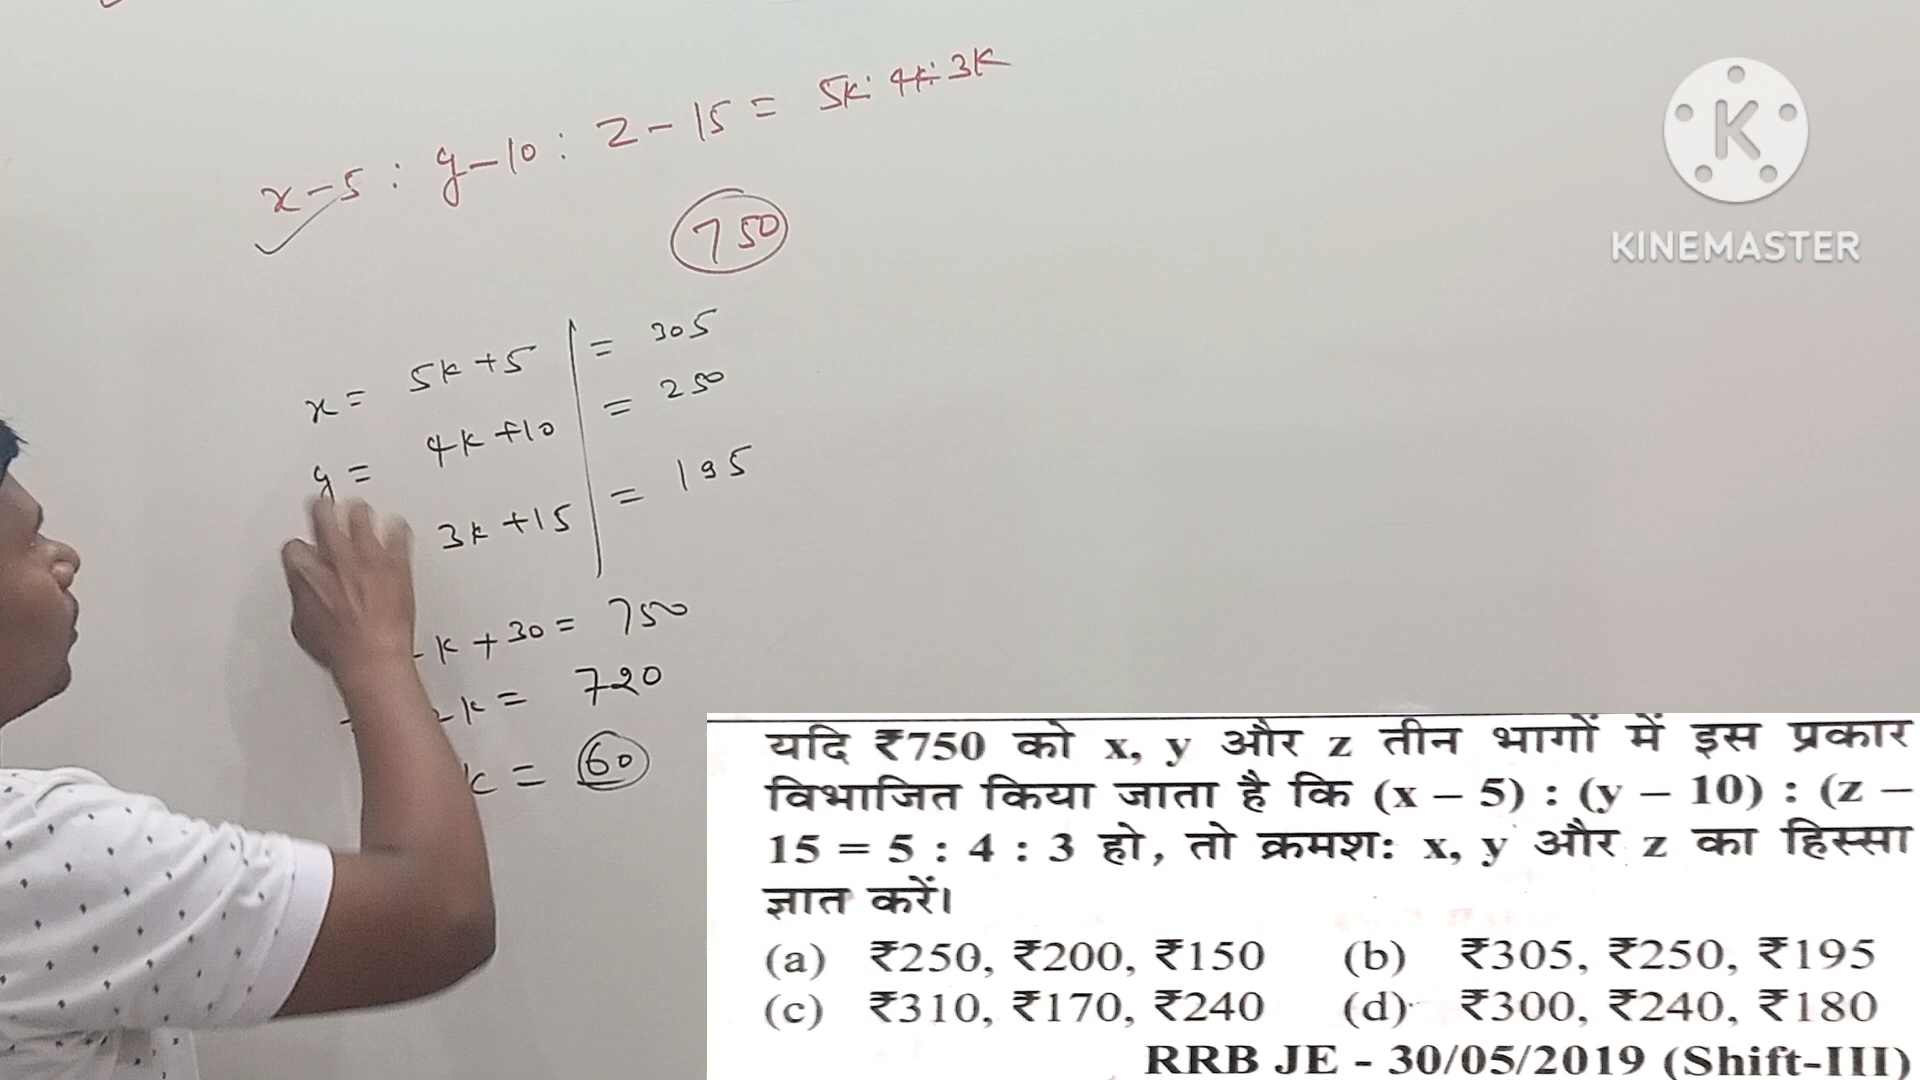 x-5 : y-10 : z-15 = 5k: 4k: 3k
750
x = 5k+5 = 305
y = 4k+10 = 250
3k+15 = 195
k+30 = 750
k = 720
= 60
K
KINEMASTER
यदि ₹750 को x, y और z तीन भागों में इस प्रकार
विभाजित किया जाता है कि (x – 5) : (y – 10) : (z –
15 = 5 : 4 : 3 हो, तो क्रमशः x, y और z का हिस्सा
ज्ञात करें।
(a) ₹250, ₹200, ₹150 (b) ₹305, ₹250, ₹195
(c) ₹310, ₹170, ₹240 (d) ₹300, ₹240, ₹180
RRB JE - 30/05/2019 (Shift-III)